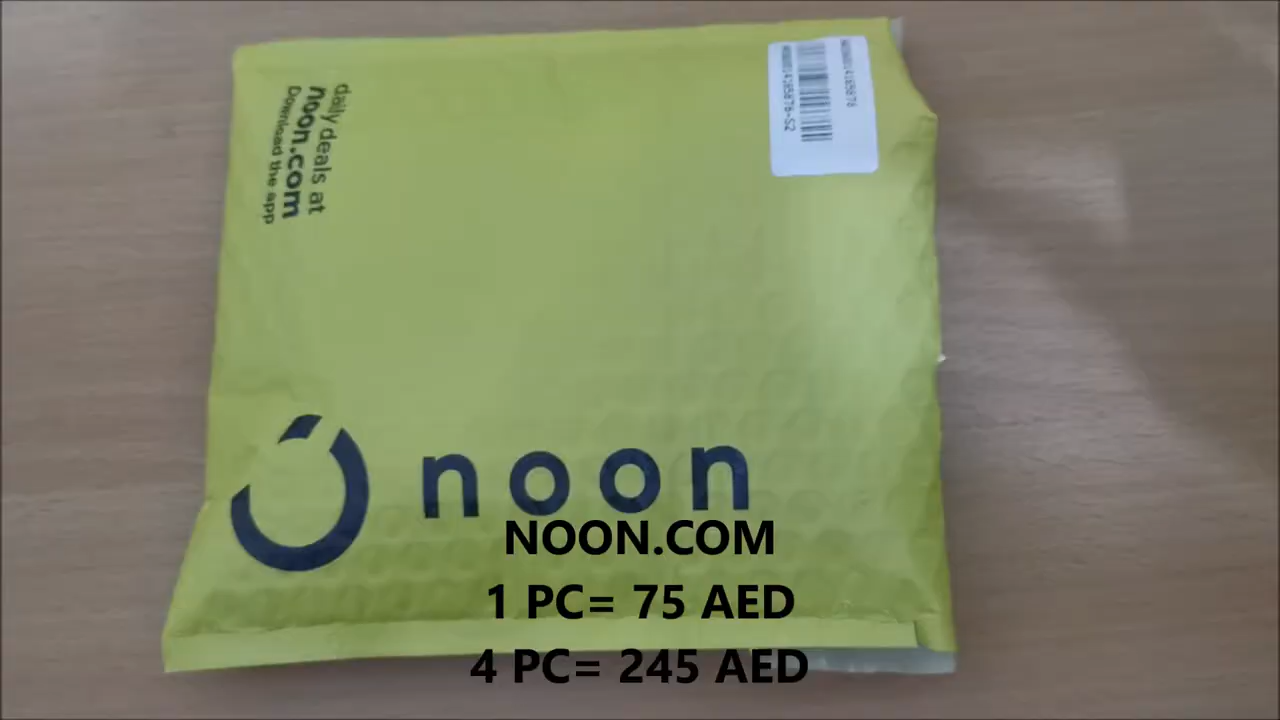 daily deals at
noon.com
Download the app
noon
NOON.COM
1 PC= 75 AED
4 PC= 245 AED